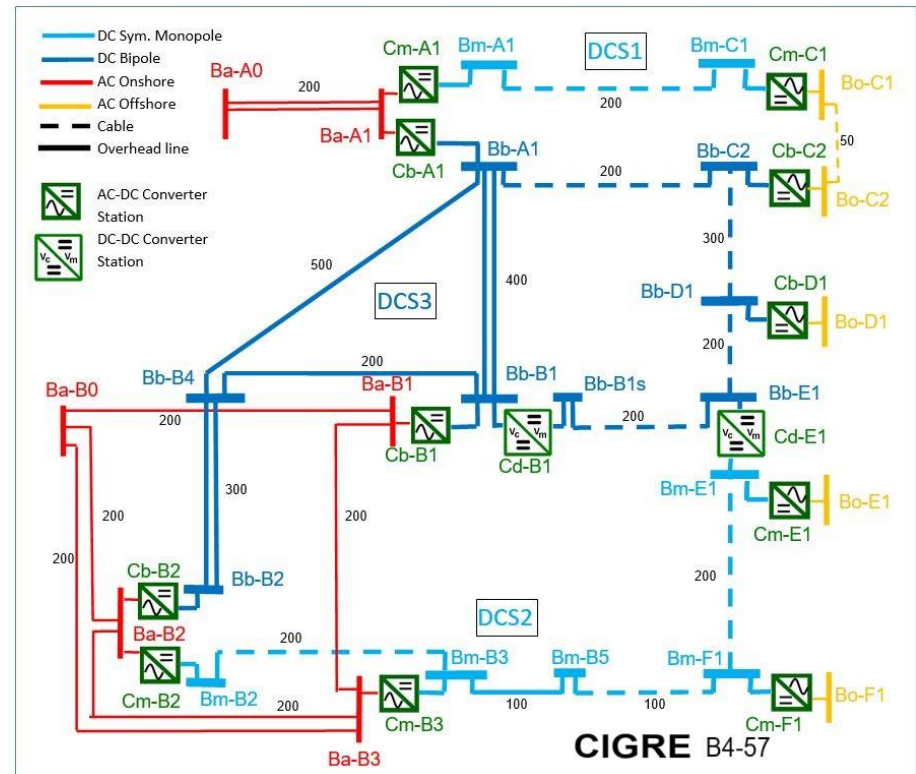 DC Sym. Monopole
DC Bipole
AC Onshore
AC Offshore
Cable
Overhead line
AC-DC Converter
Station
DC-DC Converter
Station
Vc Vm
Ba-A0
200
Ba-A1
Cm-A1
Bm-A1
DCS1
Bm-C1
Cm-C1
Bo-C1
200
50
Cb-A1
Bb-A1
200
Bb-C2
Cb-C2
Bo-C2
500
400
300
DCS3
Bb-D1
Cb-D1
Bo-D1
200
Ba-B0
Bb-B4
200
Ba-B1
Bb-B1
Bb-B1s
Bb-E1
200
Cb-B1
Vc Vm
Cd-B1
200
Vc Vm
Cd-E1
300
Bm-E1
Bo-E1
Cm-E1
200
200
200
200
Cb-B2
Bb-B2
Ba-B2
200
DCS2
Cm-B2
Bm-B2
Bm-B3
Bm-B5
Bm-F1
200
Cm-B3
100
100
Cm-F1
Bo-F1
Ba-B3
CIGRE B4-57